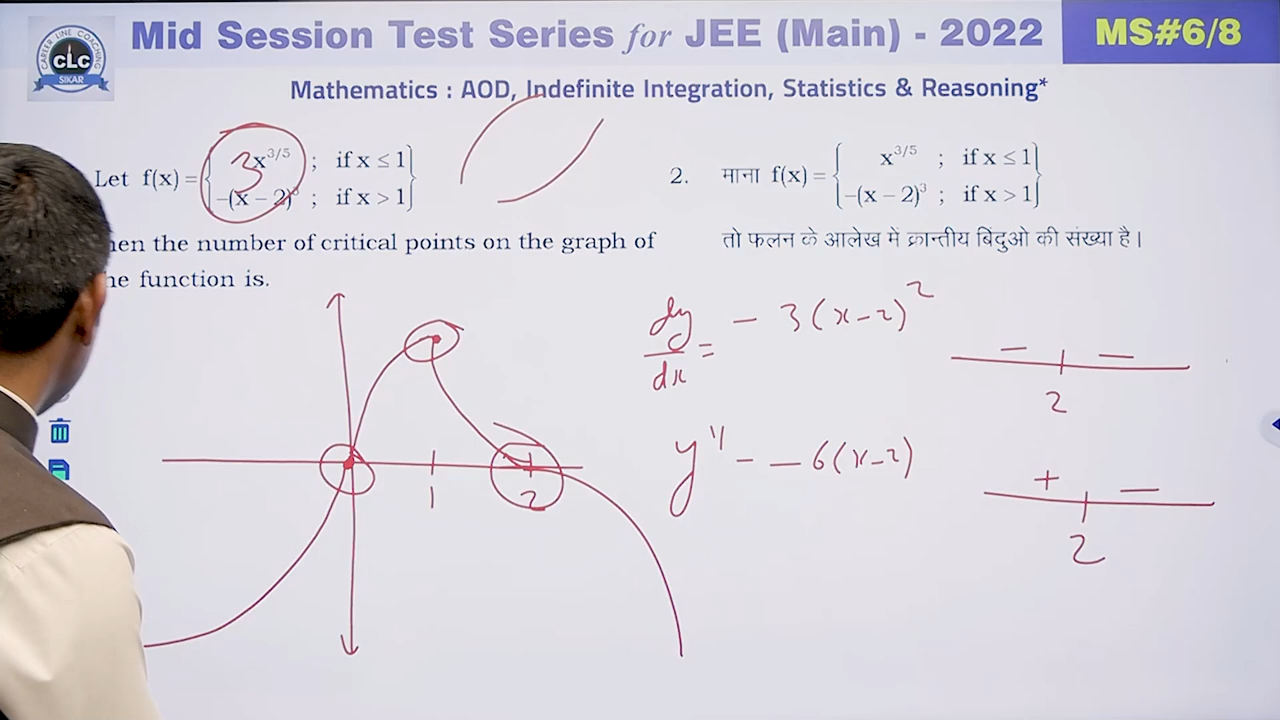 Mid Session Test Series for JEE (Main) - 2022
MS#6/8
CAREER LINE COACHING
CLC
SIKAR
Mathematics : AOD, Indefinite Integration, Statistics & Reasoning*
Let f(x) = { x^{3/5} ; if x ≤ 1
-(x - 2)³ ; if x > 1 }
3
hen the number of critical points on the graph of
he function is.
2. माना f(x) = { x^{3/5} ; if x ≤ 1
-(x - 2)³ ; if x > 1 }
तो फलन के आलेख में क्रान्तीय बिदुओ की संख्या है।
dy/dx = - 3(x-2)²
- -
2
y'' - - 6(x-2)
+ -
2
1 2